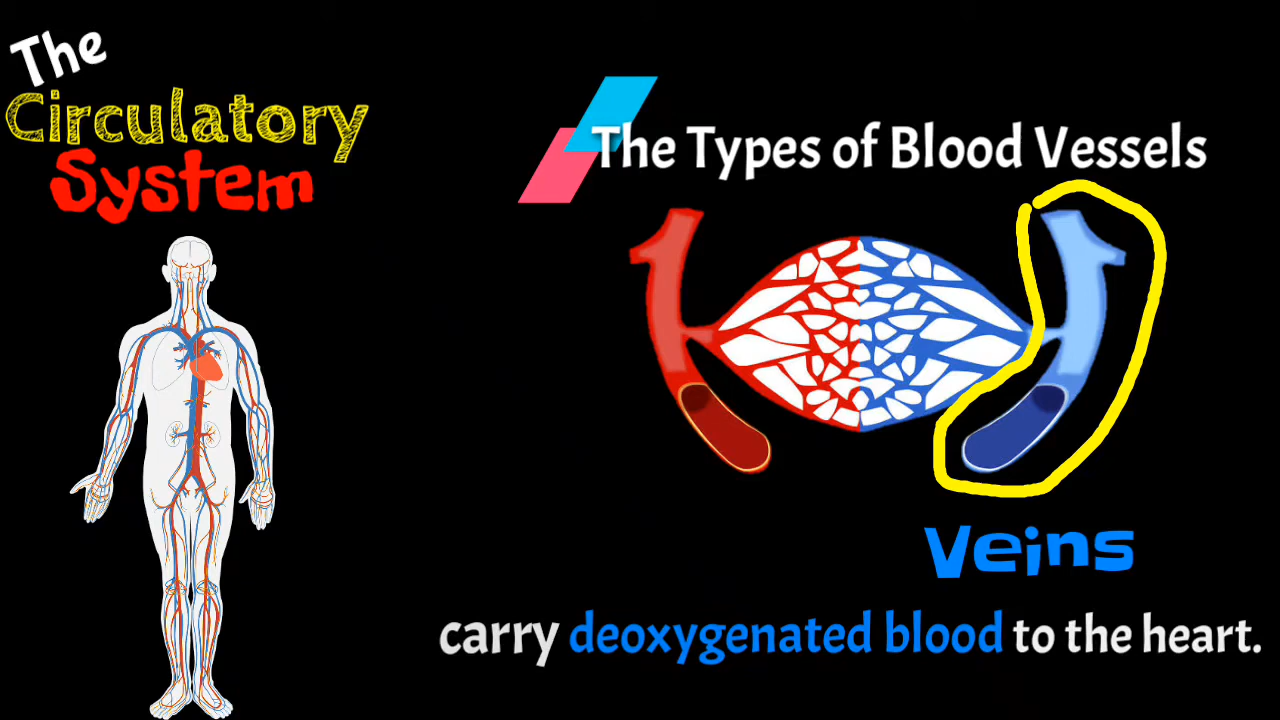 The
Circulatory
System
The Types of Blood Vessels
Veins
carry deoxygenated blood to the heart.